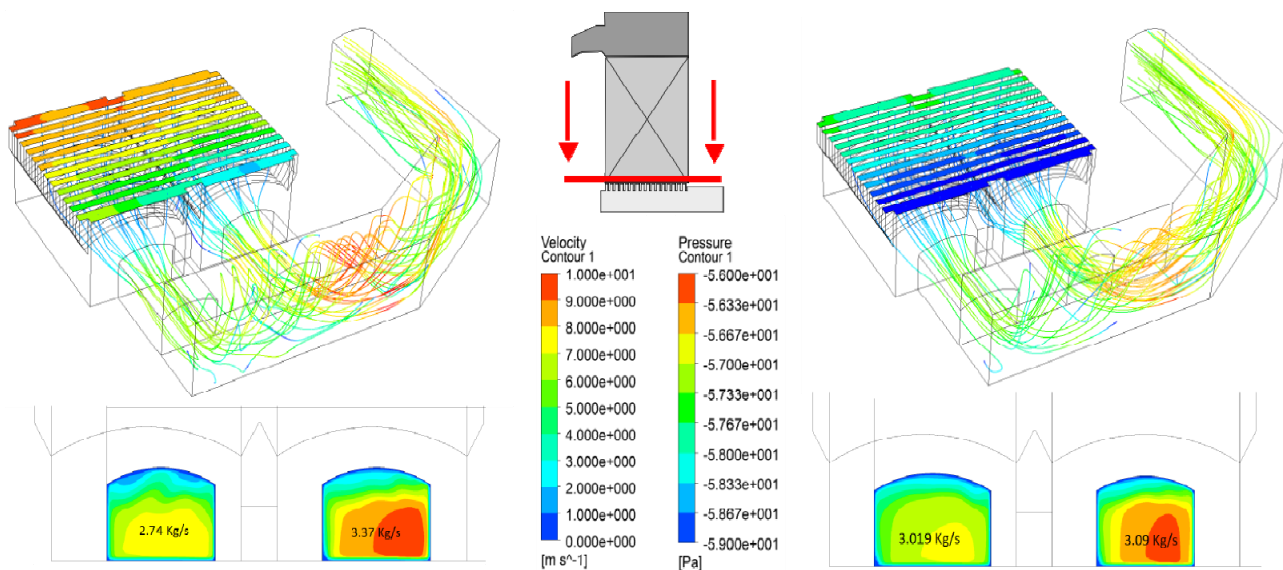 Velocity
Contour 1
1.000e+001
9.000e+000
8.000e+000
7.000e+000
6.000e+000
5.000e+000
4.000e+000
3.000e+000
2.000e+000
1.000e+000
0.000e+000
[m s^-1]
Pressure
Contour 1
-5.600e+001
-5.633e+001
-5.667e+001
-5.700e+001
-5.733e+001
-5.767e+001
-5.800e+001
-5.833e+001
-5.867e+001
-5.900e+001
[Pa]
2.74 Kg/s
3.37 Kg/s
3.019 Kg/s
3.09 Kg/s